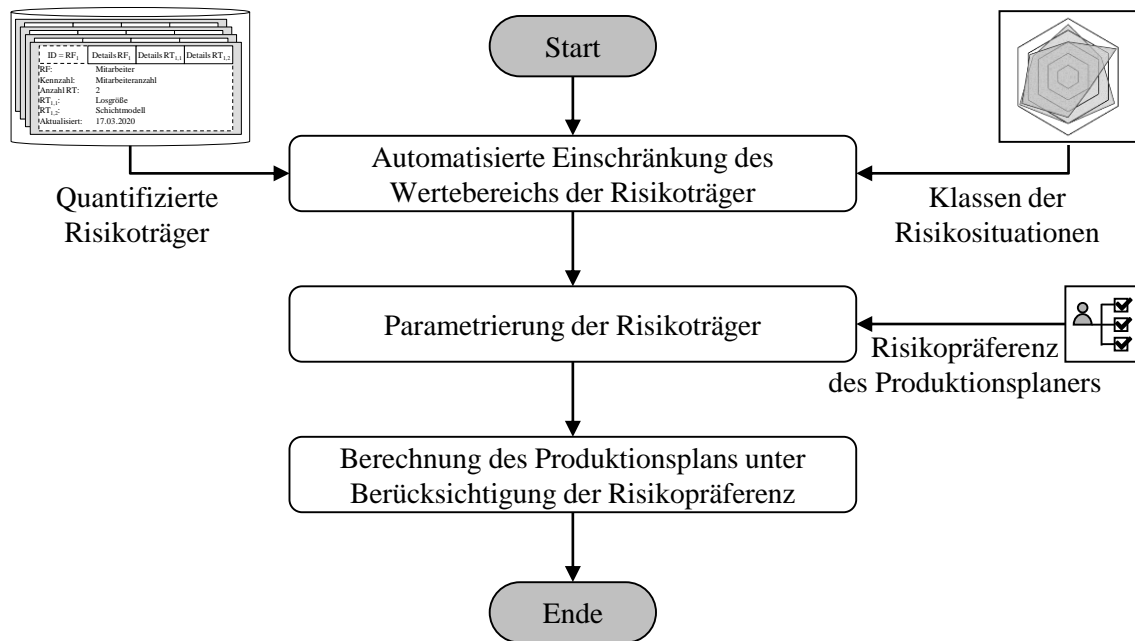 ID = RF1
Details RF1
Details RT1,1
Details RT1,2
RF: Mitarbeiter
Kennzahl: Mitarbeiteranzahl
Anzahl RT: 2
RT1,1: Losgröße
RT1,2: Schichtmodell
Aktualisiert: 17.03.2020
Start
Quantifizierte
Risikoträger
Automatisierte Einschränkung des
Wertebereichs der Risikoträger
Klassen der
Risikosituationen
Parametrierung der Risikoträger
Risikopräferenz
des Produktionsplaners
Berechnung des Produktionsplans unter
Berücksichtigung der Risikopräferenz
Ende